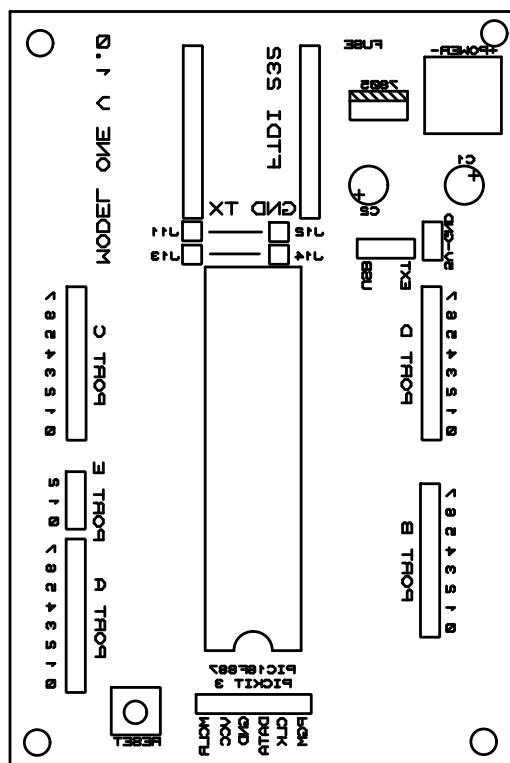 MODEL ONE V 1.0
FTDI 232
FUSE
+POWER-
7805
C1
C2
TX GND
J11
J12
J13
J14
USB
EXT
5V-GND
0 1 2 3 4 5 6 7
PORT C
PORT D
0 1 2 3 4 5 6 7
0 1 2
PORT E
0 1 2 3 4 5 6 7
PORT A
PORT B
0 1 2 3 4 5 6 7
PIC16F887
PICKIT 3
MCLR
VCC
GND
DATA
CLK
PGM
RESET